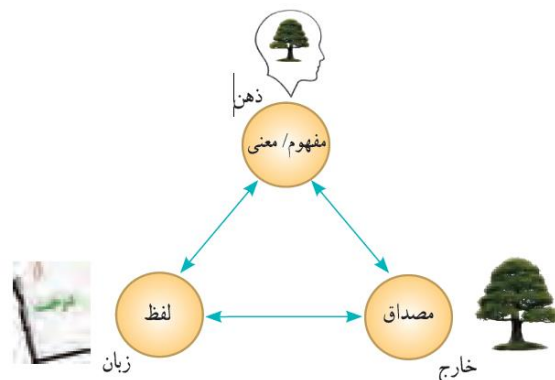 ذهن
مفهوم/ معنی
لفظ
مصداق
زبان
خارج